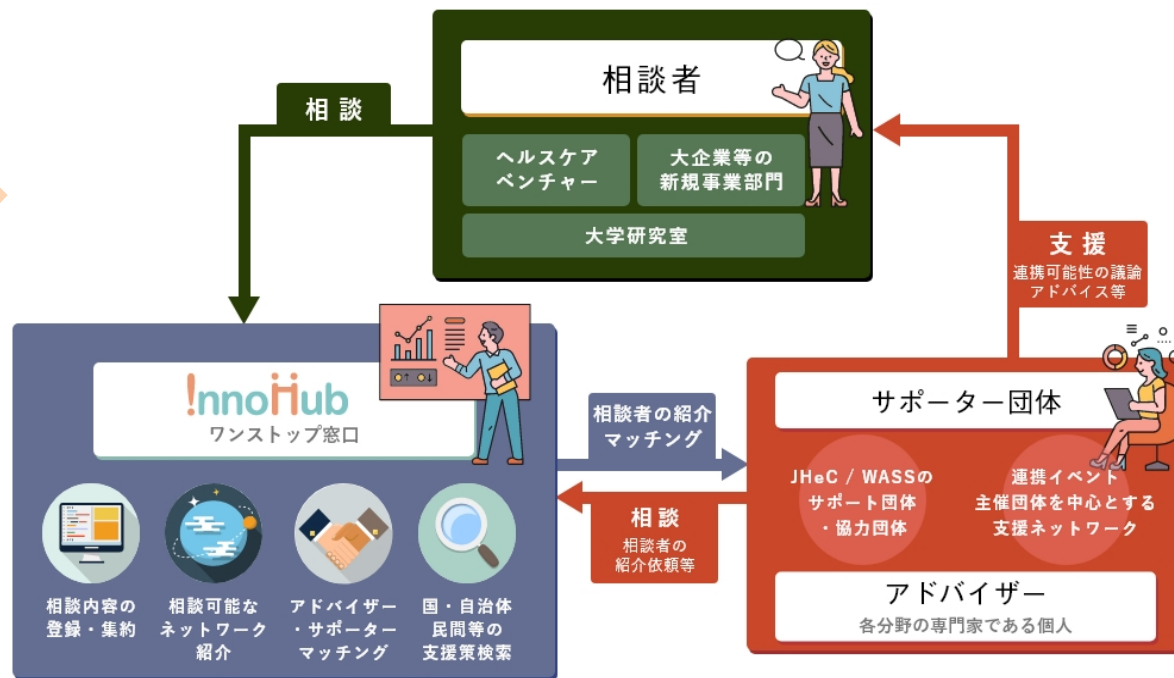 相談者
相談
ヘルスケア
ベンチャー
大企業等の
新規事業部門
大学研究室
支援
連携可能性の議論
アドバイス等
InnoHub
ワンストップ窓口
相談内容の
登録・集約
相談可能な
ネットワーク
紹介
アドバイザー
・サポーター
マッチング
国・自治体
民間等の
支援策検索
相談者の紹介
マッチング
相談
相談者の
紹介依頼等
サポーター団体
JHeC / WASSの
サポート団体
・協力団体
連携イベント
主催団体を中心とする
支援ネットワーク
アドバイザー
各分野の専門家である個人